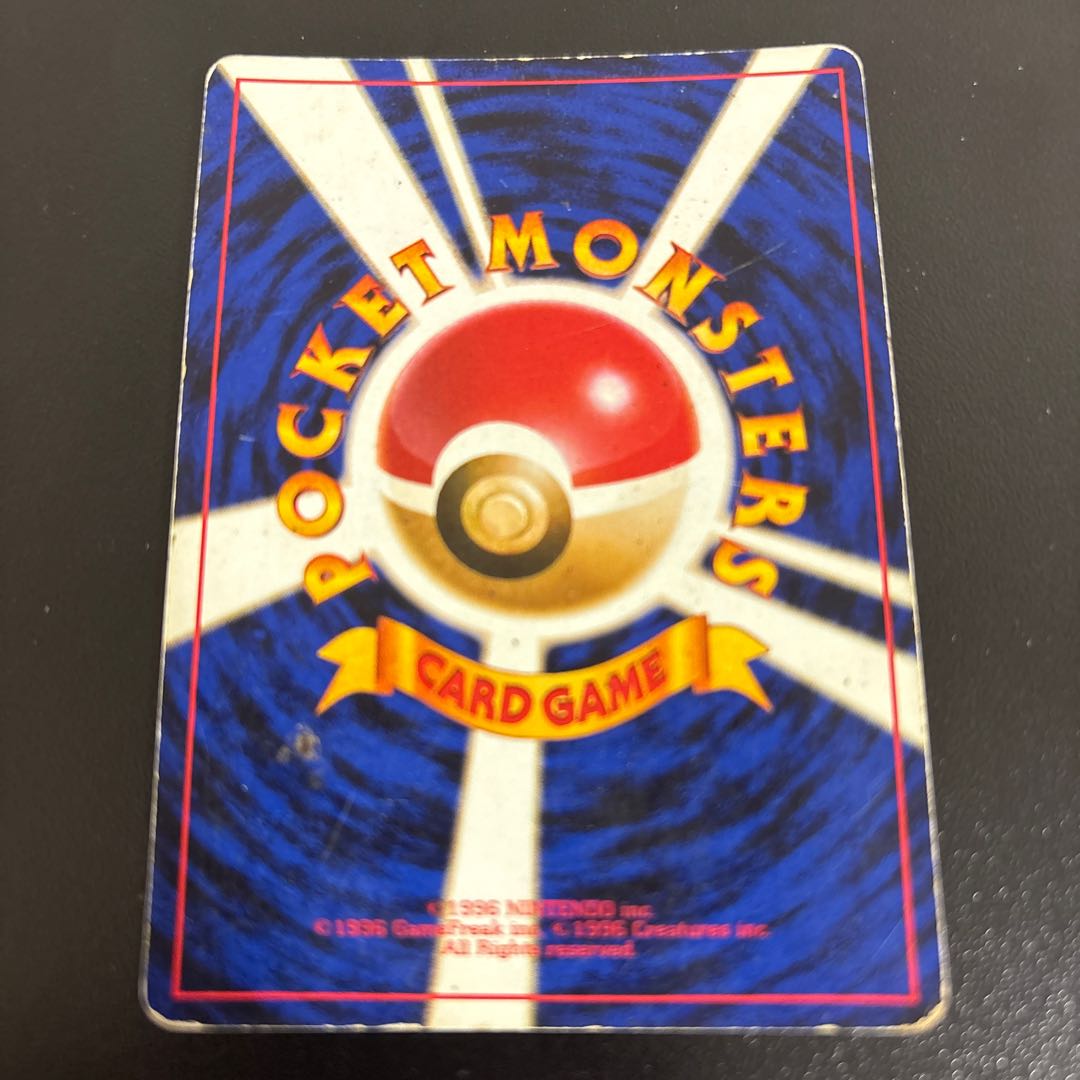 POCKET MONSTERS
CARD GAME
©1996 NINTENDO inc.
©1996 GameFreak inc. ©1996 Creatures inc.
All Rights reserved